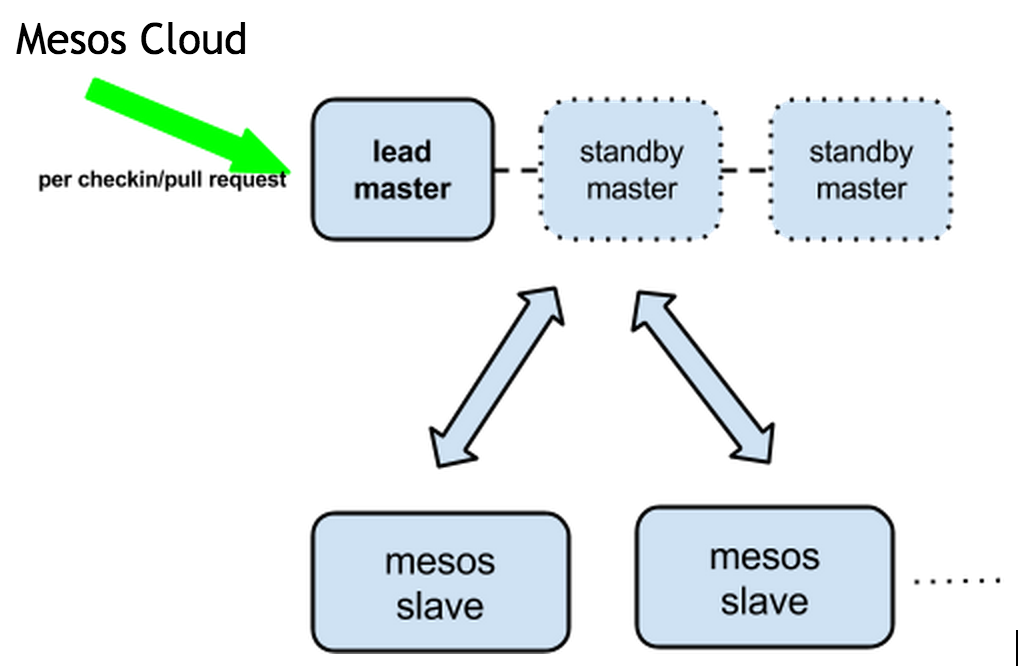 Mesos Cloud
per checkin/pull request
lead
master
standby
master
standby
master
mesos
slave
mesos
slave